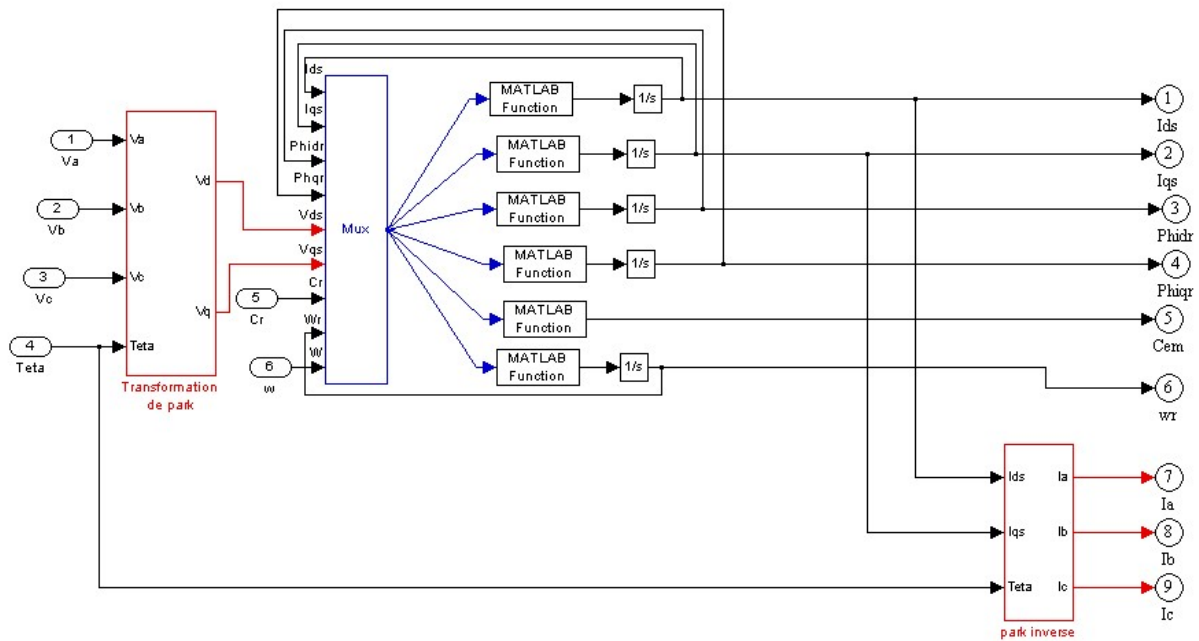 Ids
Iqs
Phidr
Phqr
Vds
Vqs
Cr
Wr
W
Mux
1
Va
2
Vb
3
Vc
4
Teta
Va
Vb
Vc
Teta
Vd
Vq
Transformation
de park
5
Cr
6
w
MATLAB
Function
1/s
MATLAB
Function
1/s
MATLAB
Function
1/s
MATLAB
Function
1/s
MATLAB
Function
MATLAB
Function
1/s
1
Ids
2
Iqs
3
Phidr
4
Phiqr
5
Cem
6
wr
Ids
Iqs
Teta
Ia
Ib
Ic
park inverse
7
Ia
8
Ib
9
Ic